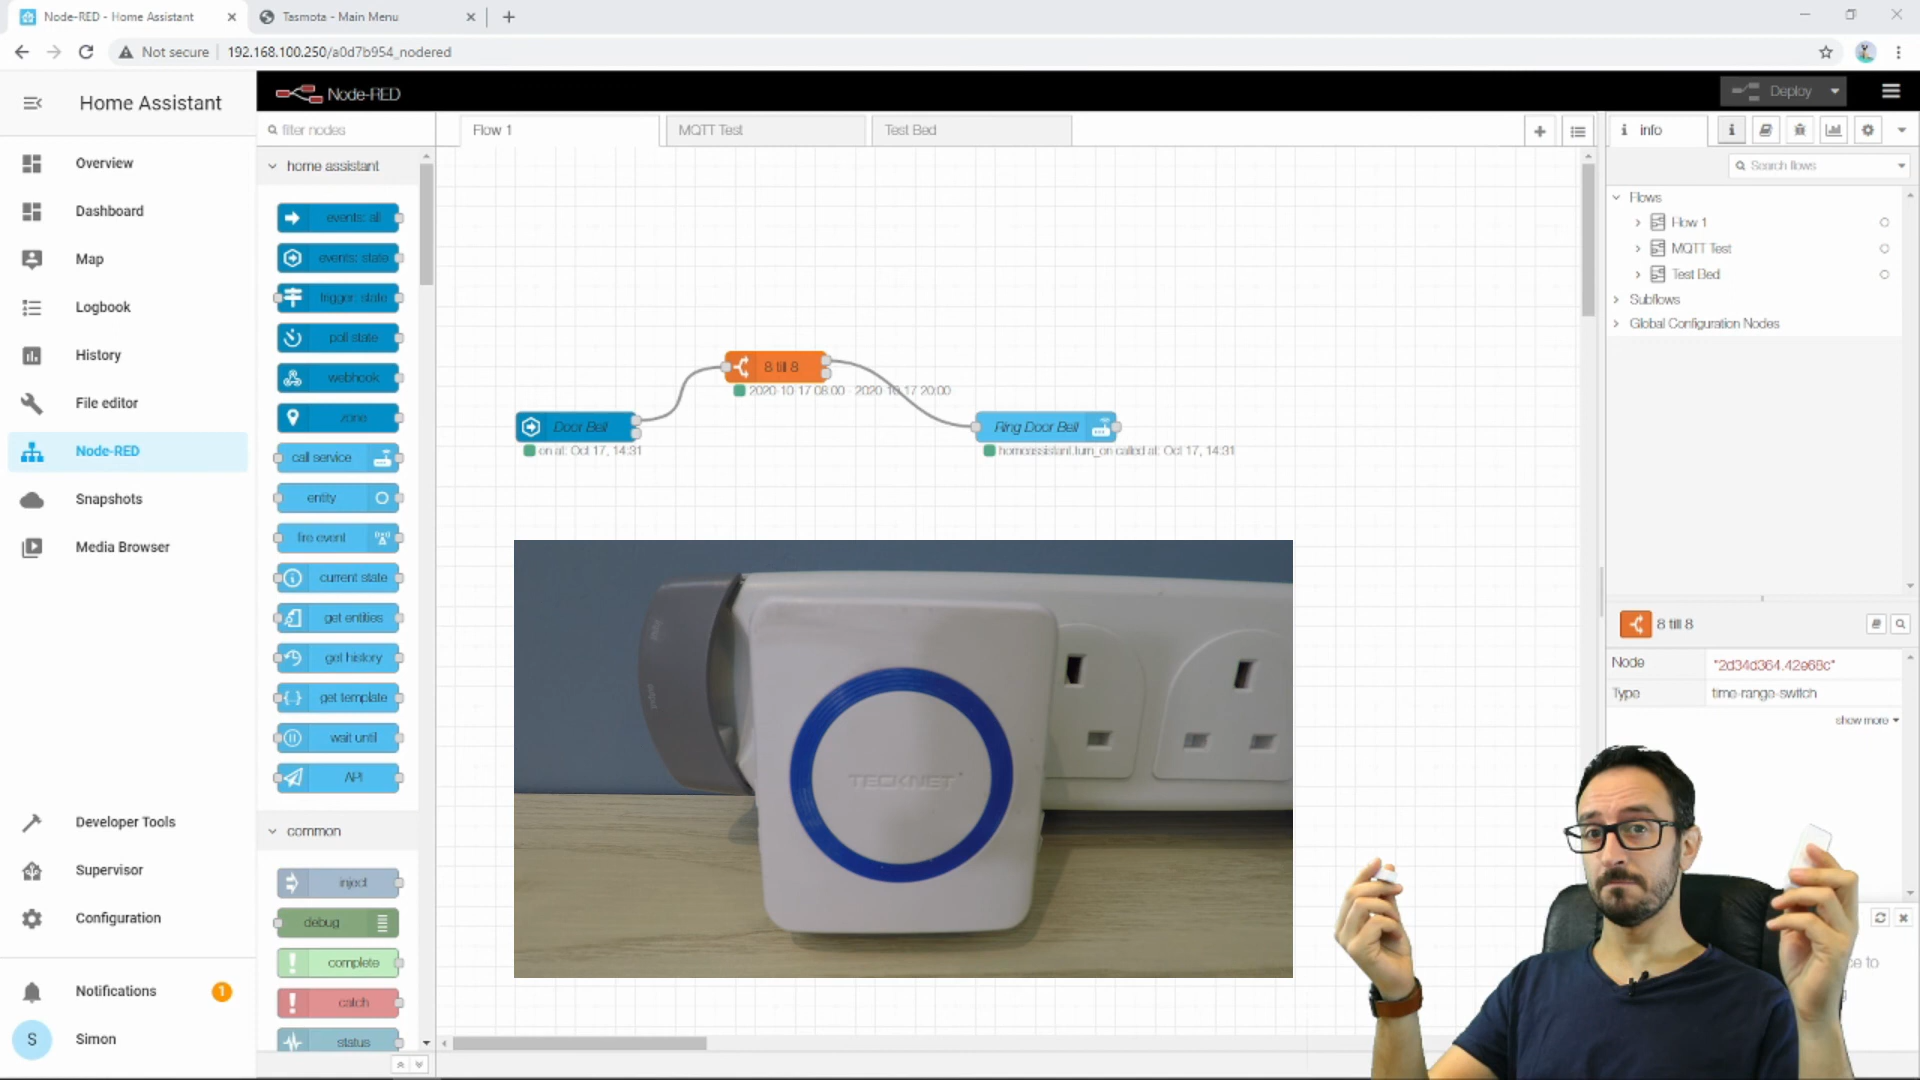 Node-RED - Home Assistant
Tasmota - Main Menu
Not secure
192.168.100.250/a0d7b954_nodered
Home Assistant
Overview
Dashboard
Map
Logbook
History
File editor
Node-RED
Snapshots
Media Browser
Developer Tools
Supervisor
Configuration
Notifications
1
S
Simon
Node-RED
Deploy
filter nodes
home assistant
events: all
events: state
trigger: state
poll state
webhook
zone
call service
entity
fire event
current state
get entities
get history
get template
wait until
API
common
inject
debug
complete
catch
status
Flow 1
MQTT Test
Test Bed
8 till 8
2020-10-17 08:00 - 2020-10-17 20:00
Door Bell
on at: Oct 17, 14:31
Ring Door Bell
homeassistant.turn_on called at: Oct 17, 14:31
TECKNET
i info
Search flows
Flows
Flow 1
MQTT Test
Test Bed
Subflows
Global Configuration Nodes
8 till 8
Node
"2d34d364.42e68c"
Type
time-range-switch
show more
ce to